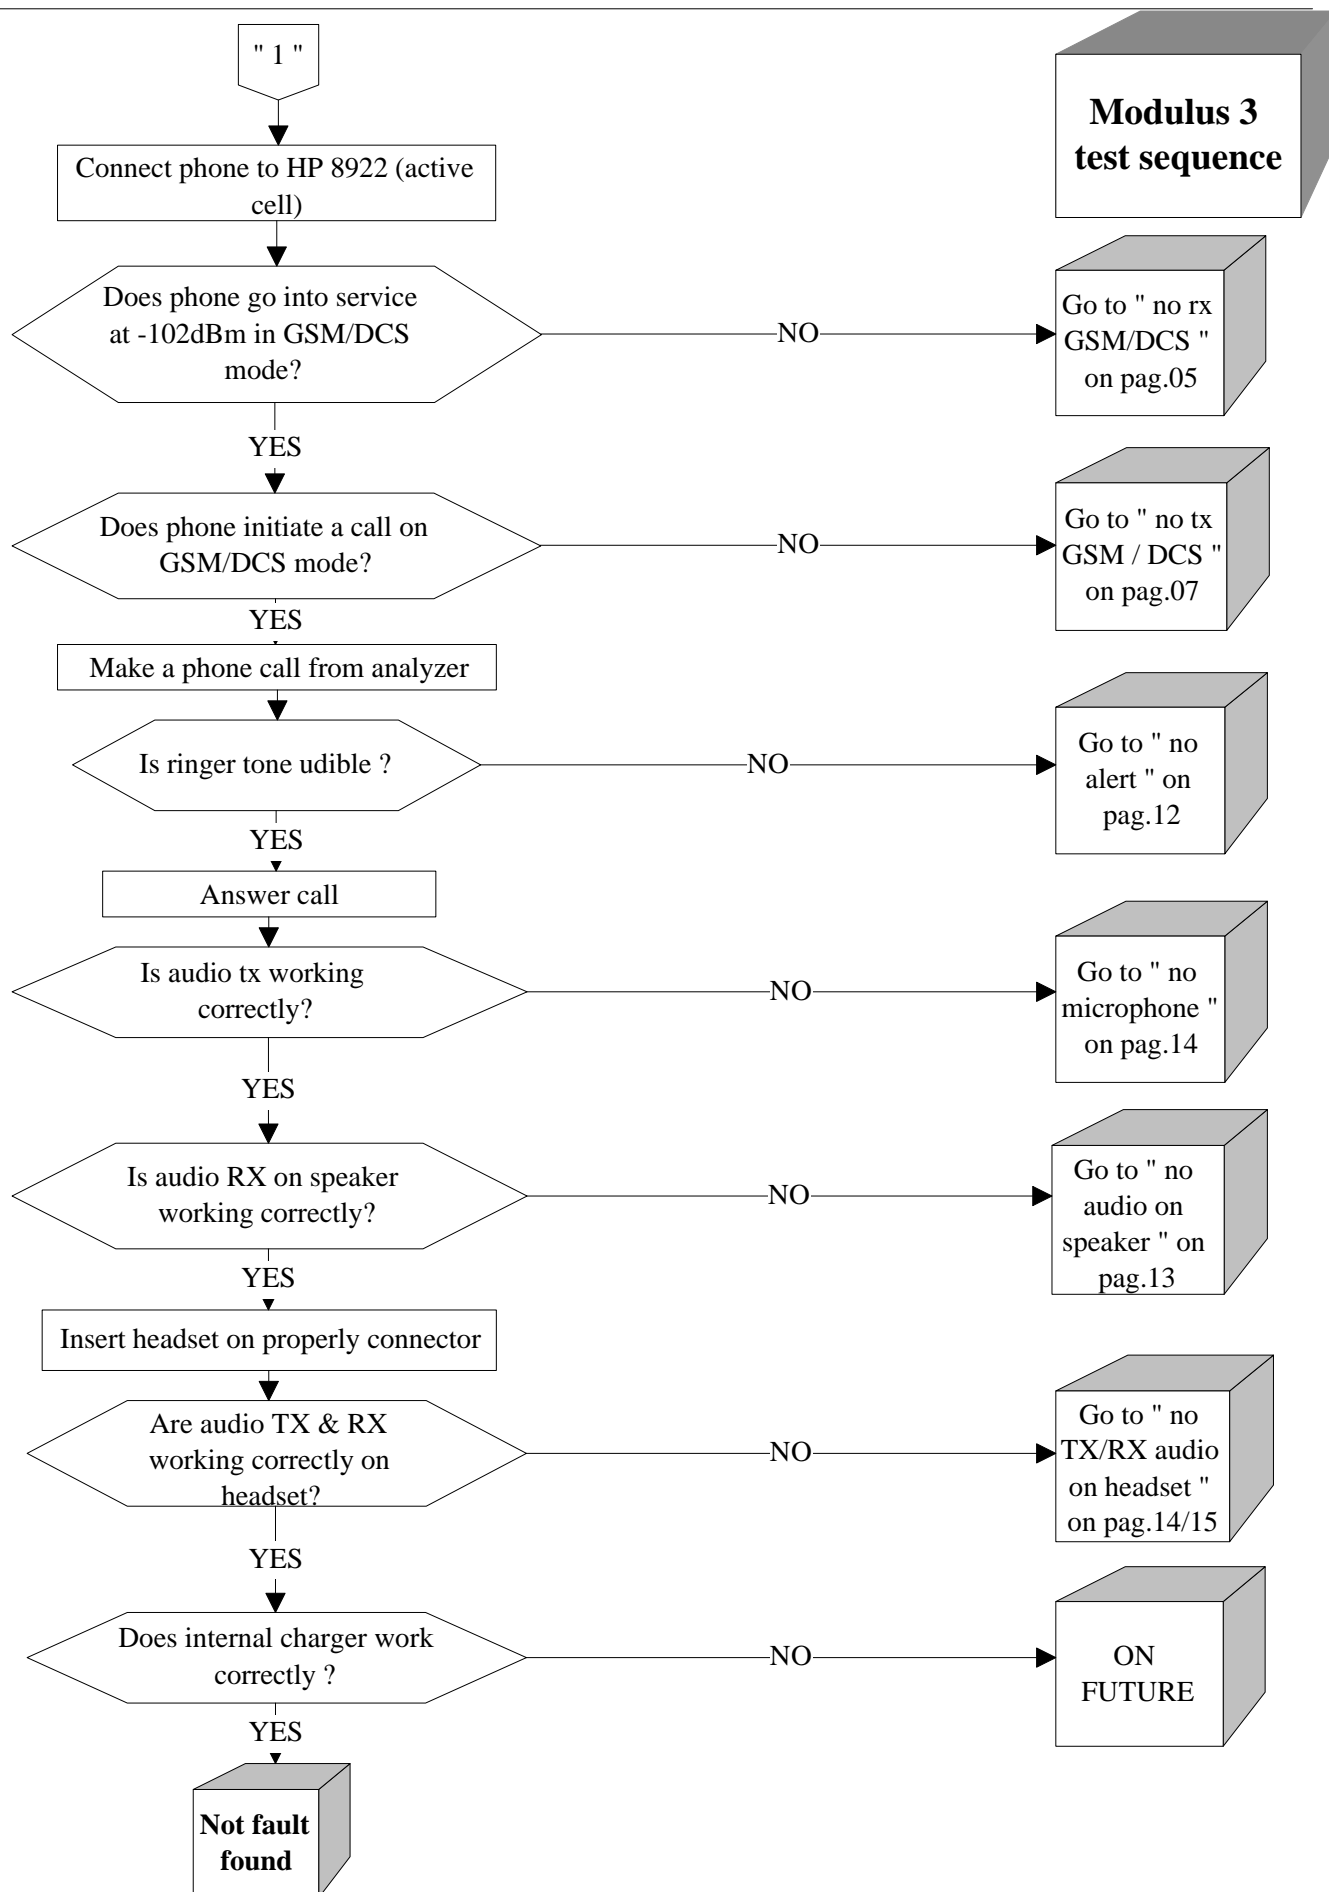 " 1 "
Modulus 3
test sequence
Connect phone to HP 8922 (active
cell)
Does phone go into service
at -102dBm in GSM/DCS
mode?
NO
Go to " no rx
GSM/DCS "
on pag.05
YES
Does phone initiate a call on
GSM/DCS mode?
NO
Go to " no tx
GSM / DCS "
on pag.07
YES
Make a phone call from analyzer
Is ringer tone udible ?
NO
Go to " no
alert " on
pag.12
YES
Answer call
Is audio tx working
correctly?
NO
Go to " no
microphone "
on pag.14
YES
Is audio RX on speaker
working correctly?
NO
Go to " no
audio on
speaker " on
pag.13
YES
Insert headset on properly connector
Are audio TX & RX
working correctly on
headset?
NO
Go to " no
TX/RX audio
on headset "
on pag.14/15
YES
Does internal charger work
correctly ?
NO
ON
FUTURE
YES
Not fault
found